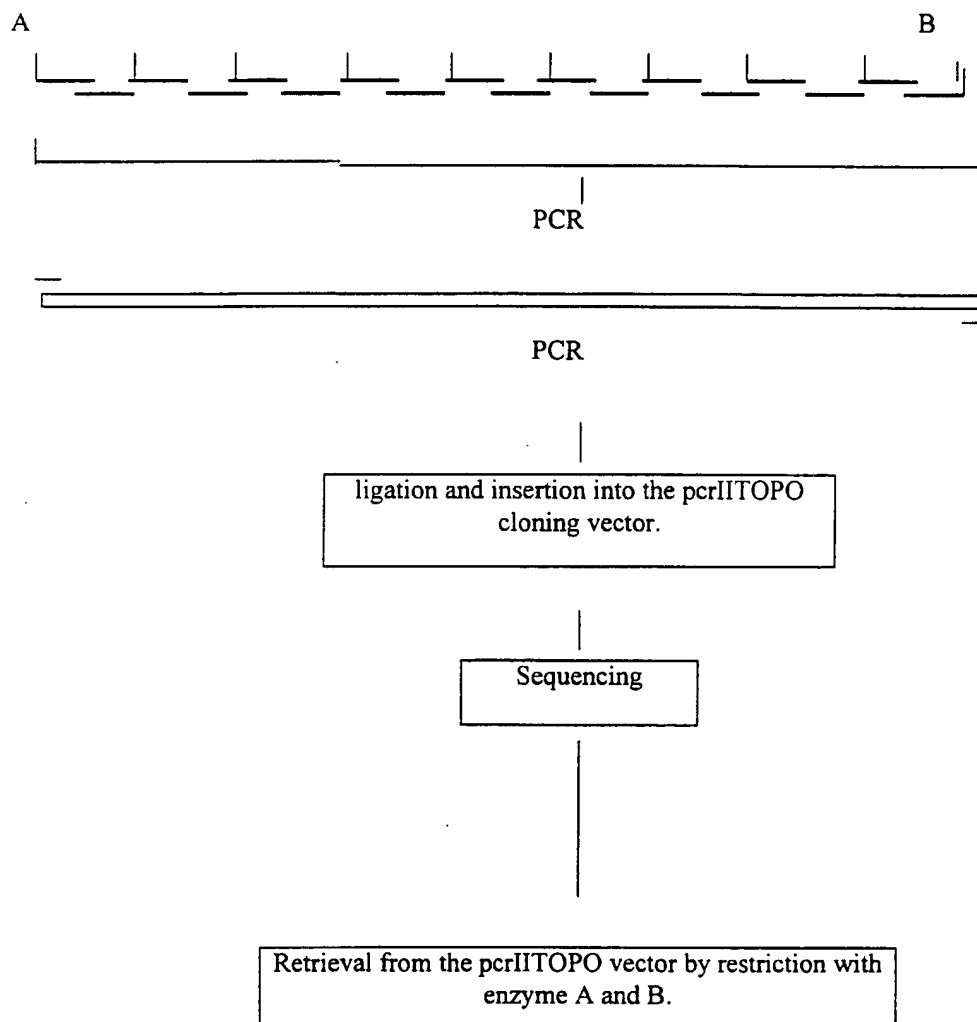 A B
PCR
PCR
ligation and insertion into the pcrIITOPO
cloning vector.
Sequencing
Retrieval from the pcrIITOPO vector by restriction with
enzyme A and B.